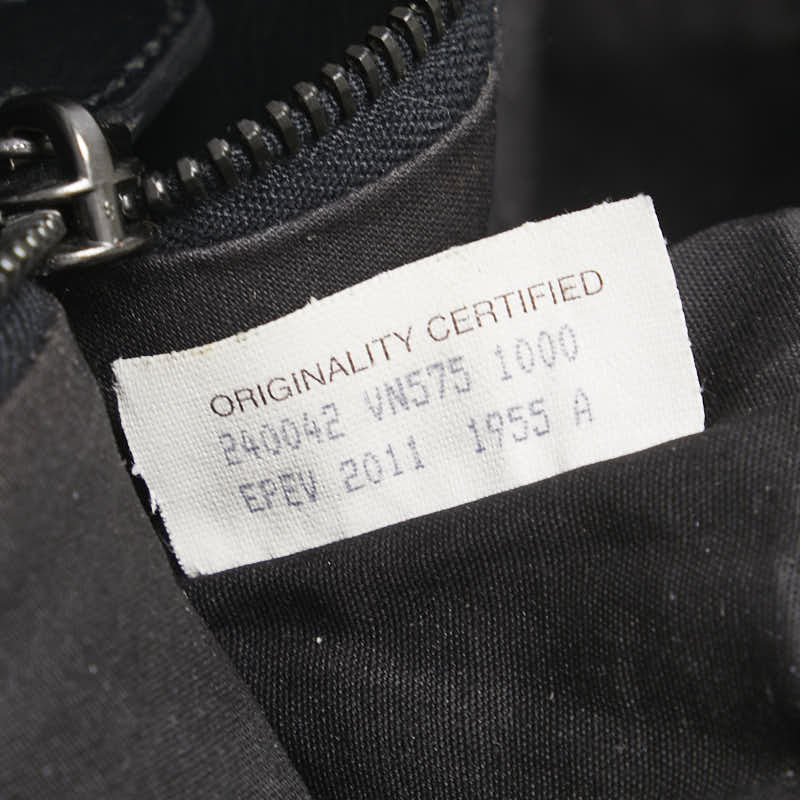 ORIGINALITY CERTIFIED
240042 VN575 1000
EPEV 2011 1955 A